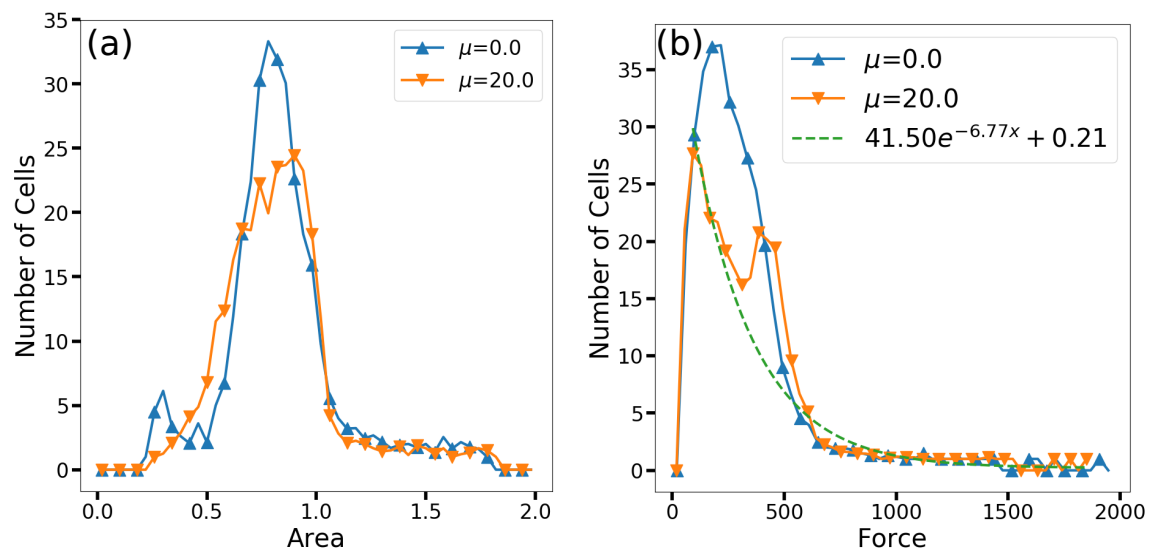 (a)
μ=0.0
μ=20.0
35
30
25
20
15
10
5
0
Number of Cells
0.0 0.5 1.0 1.5 2.0
Area
(b)
μ=0.0
μ=20.0
41.50e^{-6.77x} + 0.21
35
30
25
20
15
10
5
0
Number of Cells
0 500 1000 1500 2000
Force